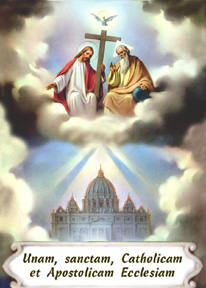 Unam, sanctam, Catholicam
et Apostolicam Ecclesiam